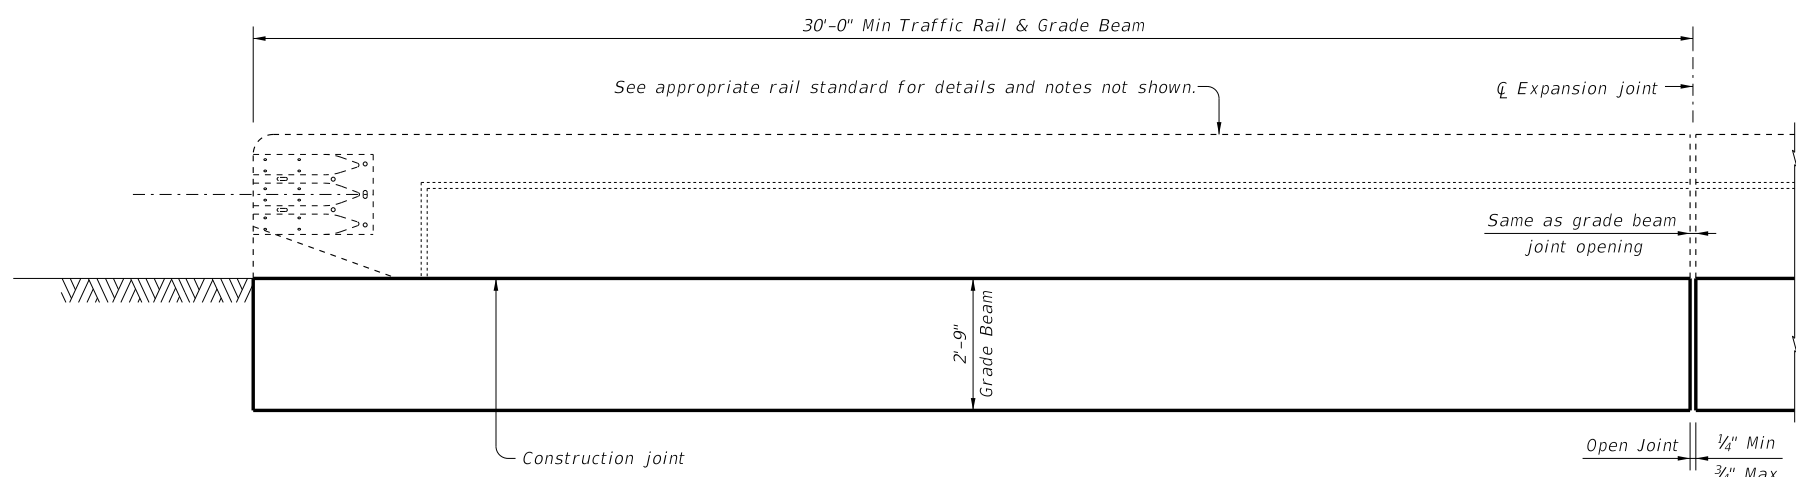 30'-0" Min Traffic Rail & Grade Beam
See appropriate rail standard for details and notes not shown.
℄ Expansion joint
Same as grade beam
joint opening
2'-9"
Grade Beam
Construction joint
Open Joint
1/4" Min
3/4" Max